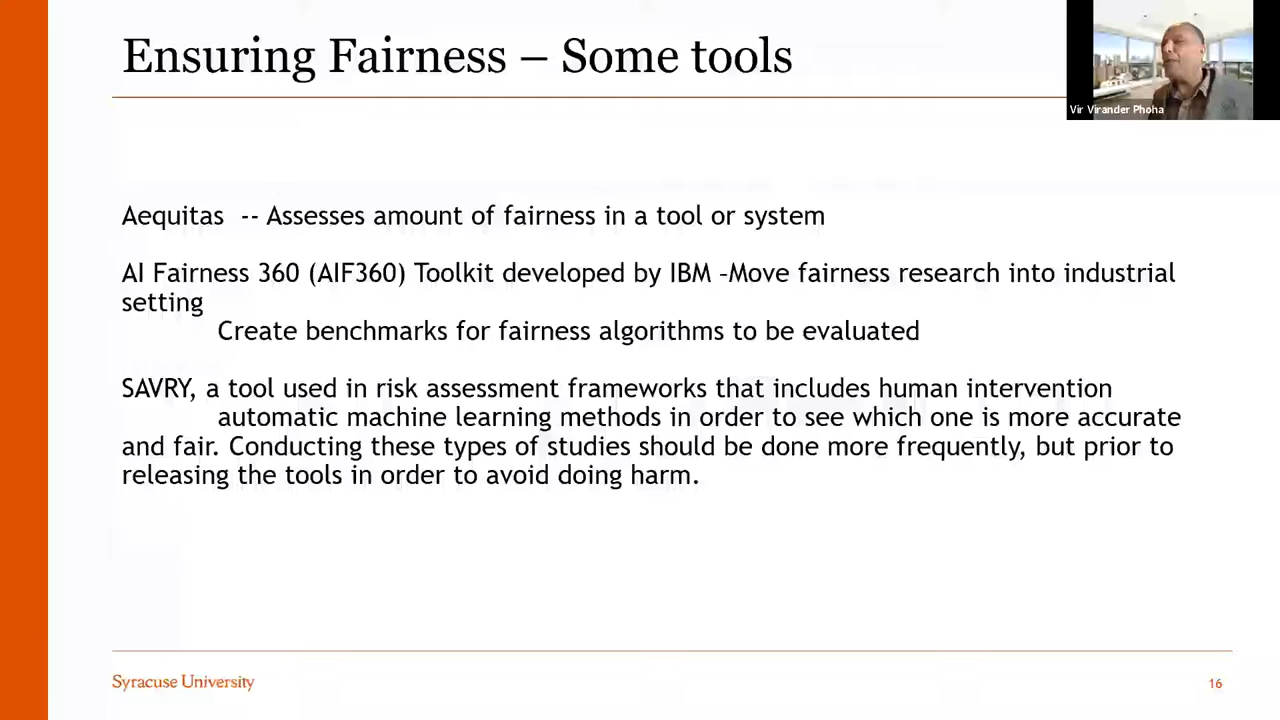 Ensuring Fairness – Some tools
Vir Virander Phoha
Aequitas -- Assesses amount of fairness in a tool or system
AI Fairness 360 (AIF360) Toolkit developed by IBM –Move fairness research into industrial
setting
Create benchmarks for fairness algorithms to be evaluated
SAVRY, a tool used in risk assessment frameworks that includes human intervention
automatic machine learning methods in order to see which one is more accurate
and fair. Conducting these types of studies should be done more frequently, but prior to
releasing the tools in order to avoid doing harm.
Syracuse University
16